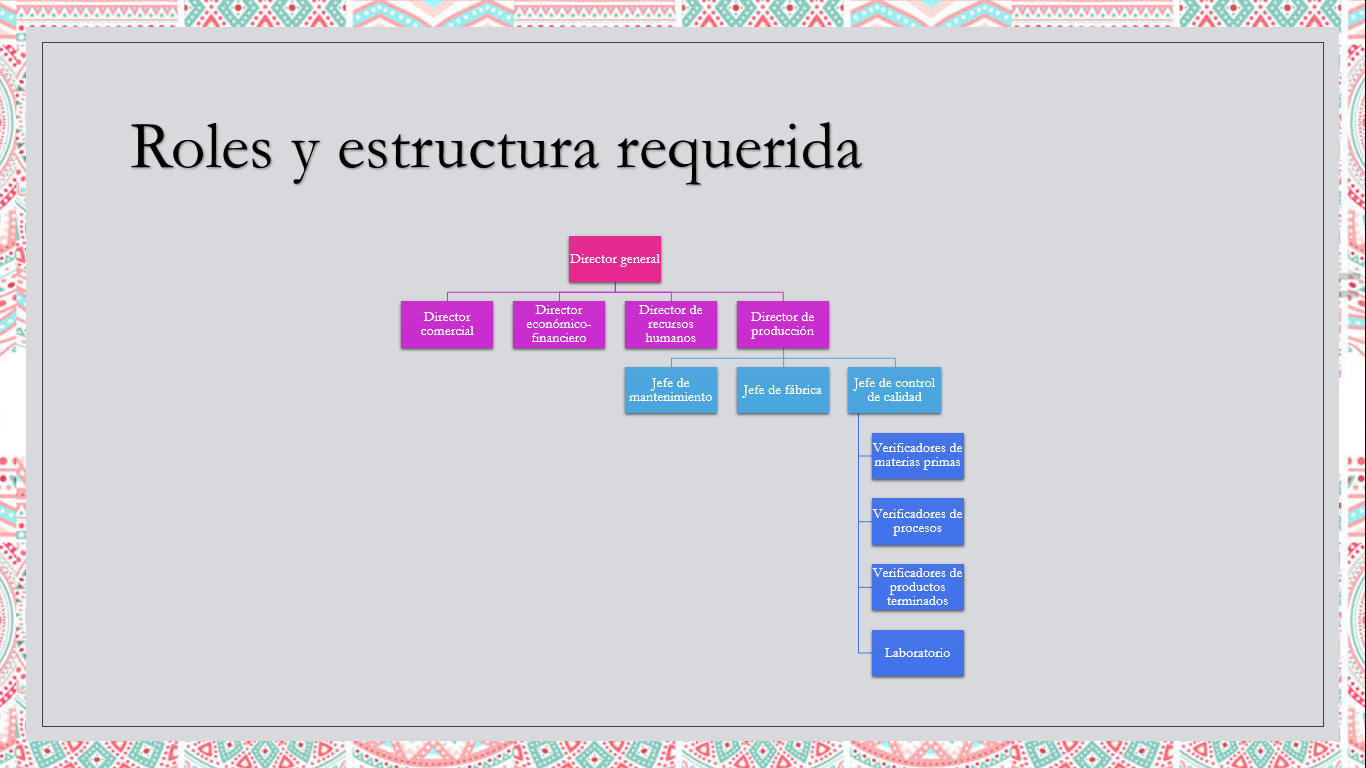 Roles y estructura requerida
Director general
Director
comercial
Director
económico-
financiero
Director de
recursos
humanos
Director de
producción
Jefe de
mantenimiento
Jefe de fábrica
Jefe de control
de calidad
Verificadores de
materias primas
Verificadores de
procesos
Verificadores de
productos
terminados
Laboratorio